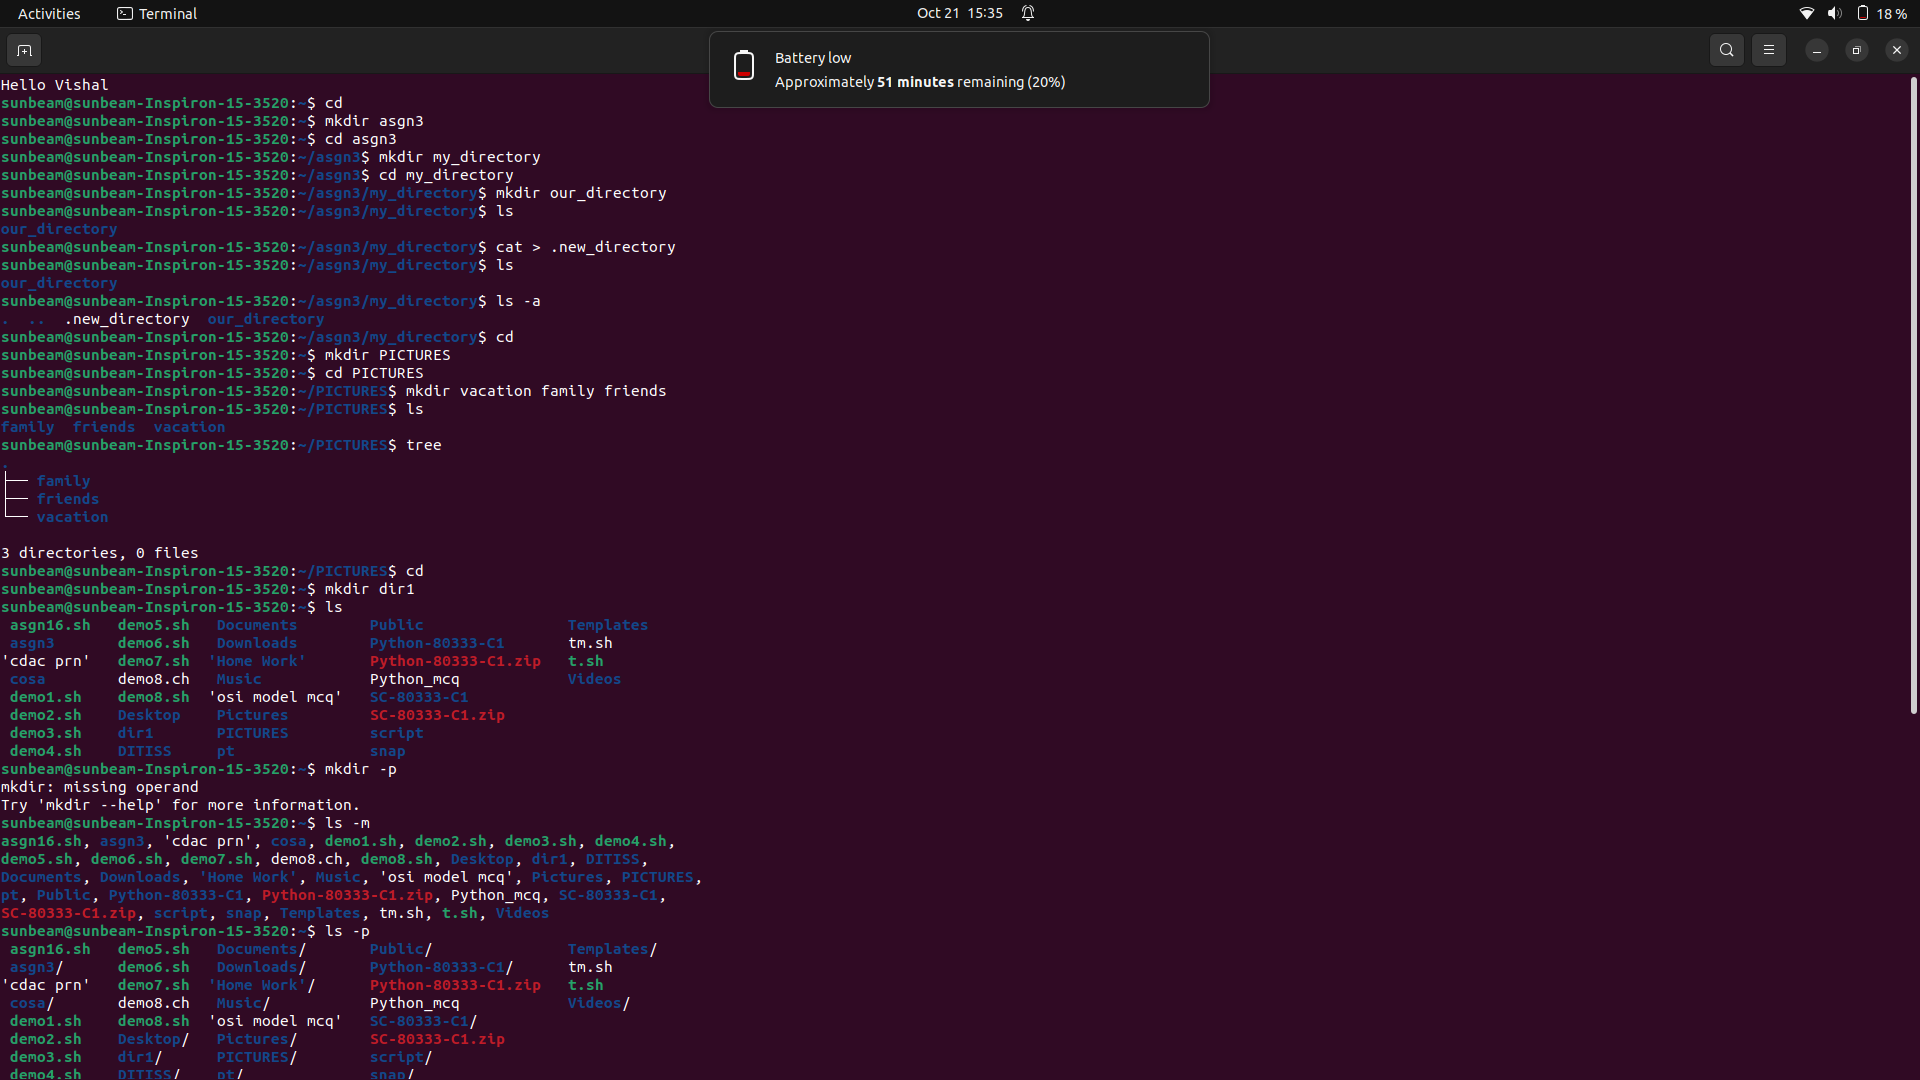 Activities Terminal Oct 21 15:35 18 %
Battery low
Approximately 51 minutes remaining (20%)
Hello Vishal
sunbeam@sunbeam-Inspiron-15-3520:~$ cd
sunbeam@sunbeam-Inspiron-15-3520:~$ mkdir asgn3
sunbeam@sunbeam-Inspiron-15-3520:~$ cd asgn3
sunbeam@sunbeam-Inspiron-15-3520:~/asgn3$ mkdir my_directory
sunbeam@sunbeam-Inspiron-15-3520:~/asgn3$ cd my_directory
sunbeam@sunbeam-Inspiron-15-3520:~/asgn3/my_directory$ mkdir our_directory
sunbeam@sunbeam-Inspiron-15-3520:~/asgn3/my_directory$ ls
our_directory
sunbeam@sunbeam-Inspiron-15-3520:~/asgn3/my_directory$ cat > .new_directory
sunbeam@sunbeam-Inspiron-15-3520:~/asgn3/my_directory$ ls
our_directory
sunbeam@sunbeam-Inspiron-15-3520:~/asgn3/my_directory$ ls -a
.  ..  .new_directory  our_directory
sunbeam@sunbeam-Inspiron-15-3520:~/asgn3/my_directory$ cd
sunbeam@sunbeam-Inspiron-15-3520:~$ mkdir PICTURES
sunbeam@sunbeam-Inspiron-15-3520:~$ cd PICTURES
sunbeam@sunbeam-Inspiron-15-3520:~/PICTURES$ mkdir vacation family friends
sunbeam@sunbeam-Inspiron-15-3520:~/PICTURES$ ls
family  friends  vacation
sunbeam@sunbeam-Inspiron-15-3520:~/PICTURES$ tree
.
├── family
├── friends
└── vacation
3 directories, 0 files
sunbeam@sunbeam-Inspiron-15-3520:~/PICTURES$ cd
sunbeam@sunbeam-Inspiron-15-3520:~$ mkdir dir1
sunbeam@sunbeam-Inspiron-15-3520:~$ ls
asgn16.sh   demo5.sh   Documents        Public                Templates
asgn3       demo6.sh   Downloads        Python-80333-C1       tm.sh
'cdac prn'   demo7.sh  'Home Work'       Python-80333-C1.zip   t.sh
cosa        demo8.ch   Music            Python_mcq            Videos
demo1.sh    demo8.sh  'osi model mcq'   SC-80333-C1
demo2.sh    Desktop    Pictures         SC-80333-C1.zip
demo3.sh    dir1       PICTURES         script
demo4.sh    DITISS     pt               snap
sunbeam@sunbeam-Inspiron-15-3520:~$ mkdir -p
mkdir: missing operand
Try 'mkdir --help' for more information.
sunbeam@sunbeam-Inspiron-15-3520:~$ ls -m
asgn16.sh, asgn3, 'cdac prn', cosa, demo1.sh, demo2.sh, demo3.sh, demo4.sh,
demo5.sh, demo6.sh, demo7.sh, demo8.ch, demo8.sh, Desktop, dir1, DITISS,
Documents, Downloads, 'Home Work', Music, 'osi model mcq', Pictures, PICTURES,
pt, Public, Python-80333-C1, Python-80333-C1.zip, Python_mcq, SC-80333-C1,
SC-80333-C1.zip, script, snap, Templates, tm.sh, t.sh, Videos
sunbeam@sunbeam-Inspiron-15-3520:~$ ls -p
asgn16.sh   demo5.sh   Documents/       Public/               Templates/
asgn3/      demo6.sh   Downloads/       Python-80333-C1/      tm.sh
'cdac prn'   demo7.sh  'Home Work'/      Python-80333-C1.zip   t.sh
cosa/       demo8.ch   Music/           Python_mcq            Videos/
demo1.sh    demo8.sh  'osi model mcq'   SC-80333-C1/
demo2.sh    Desktop/   Pictures/        SC-80333-C1.zip
demo3.sh    dir1/      PICTURES/        script/
demo4.sh    DITISS/    pt/              snap/